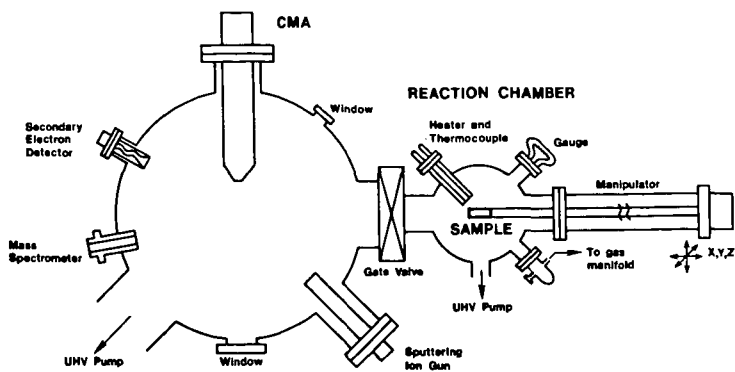 CMA
Window
Secondary
Electron
Detector
Mass
Spectrometer
UHV Pump
Window
Sputtering
Ion Gun
REACTION CHAMBER
Heater and
Thermocouple
Gauge
Manipulator
SAMPLE
Gate Valve
To gas
manifold
X,Y,Z
UHV Pump